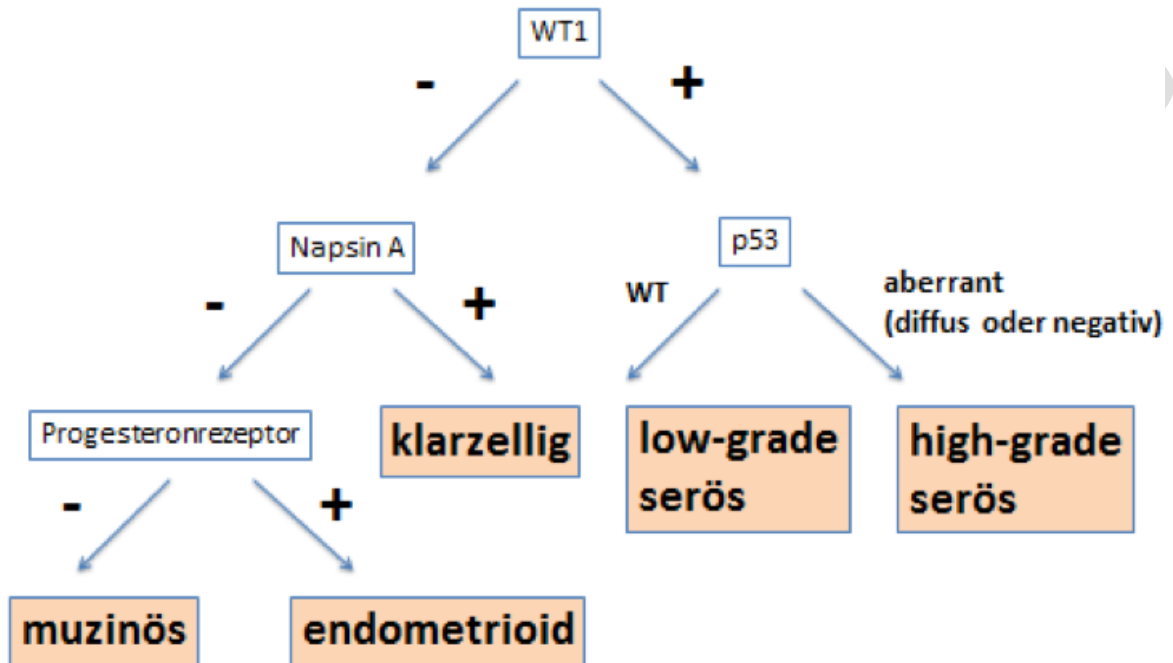 WT1
-
+
Napsin A
p53
-
+
WT
aberrant
(diffus oder negativ)
Progesteronrezeptor
klarzellig
low-grade
serös
high-grade
serös
-
+
muzinös
endometrioid